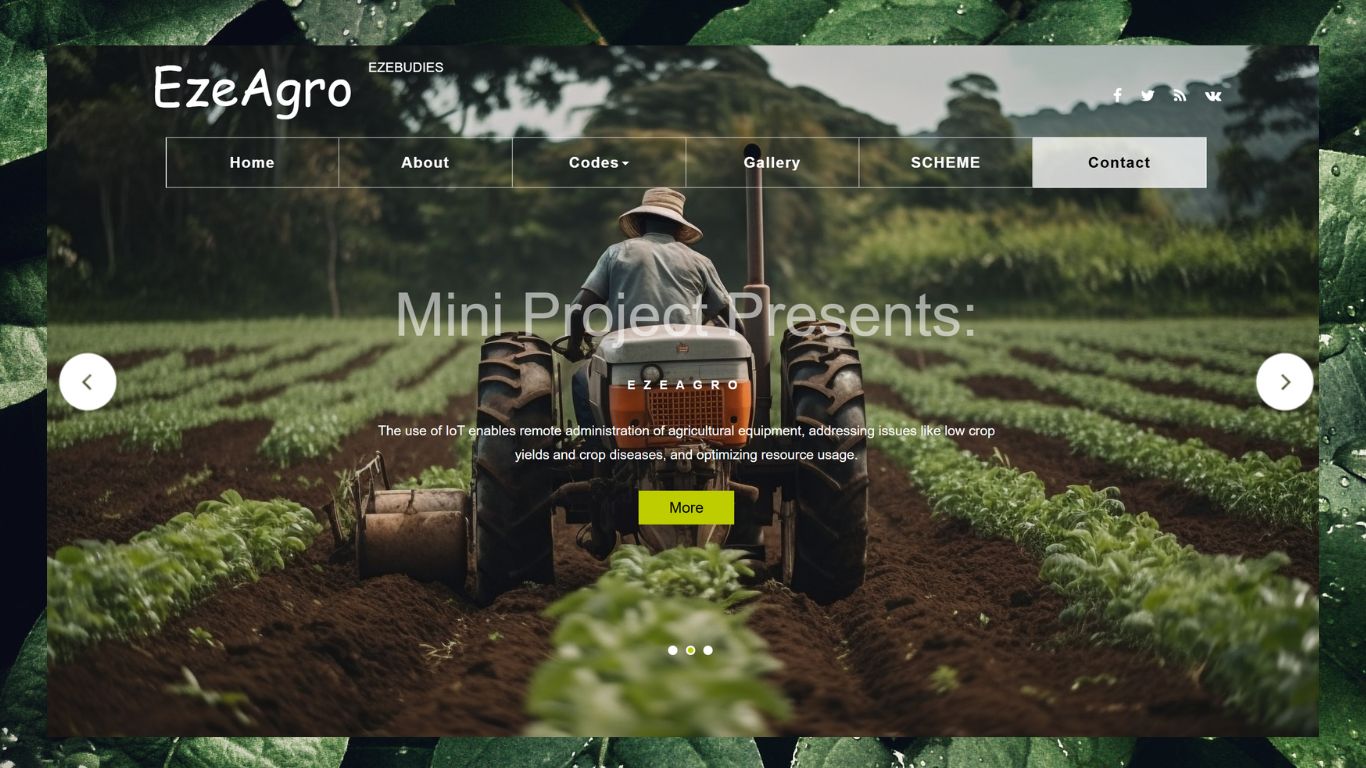 EzeAgro
EZEBUDIES
Home About Codes Gallery SCHEME Contact
Mini Project Presents:
EZEAGRO
The use of IoT enables remote administration of agricultural equipment, addressing issues like low crop
yields and crop diseases, and optimizing resource usage.
More